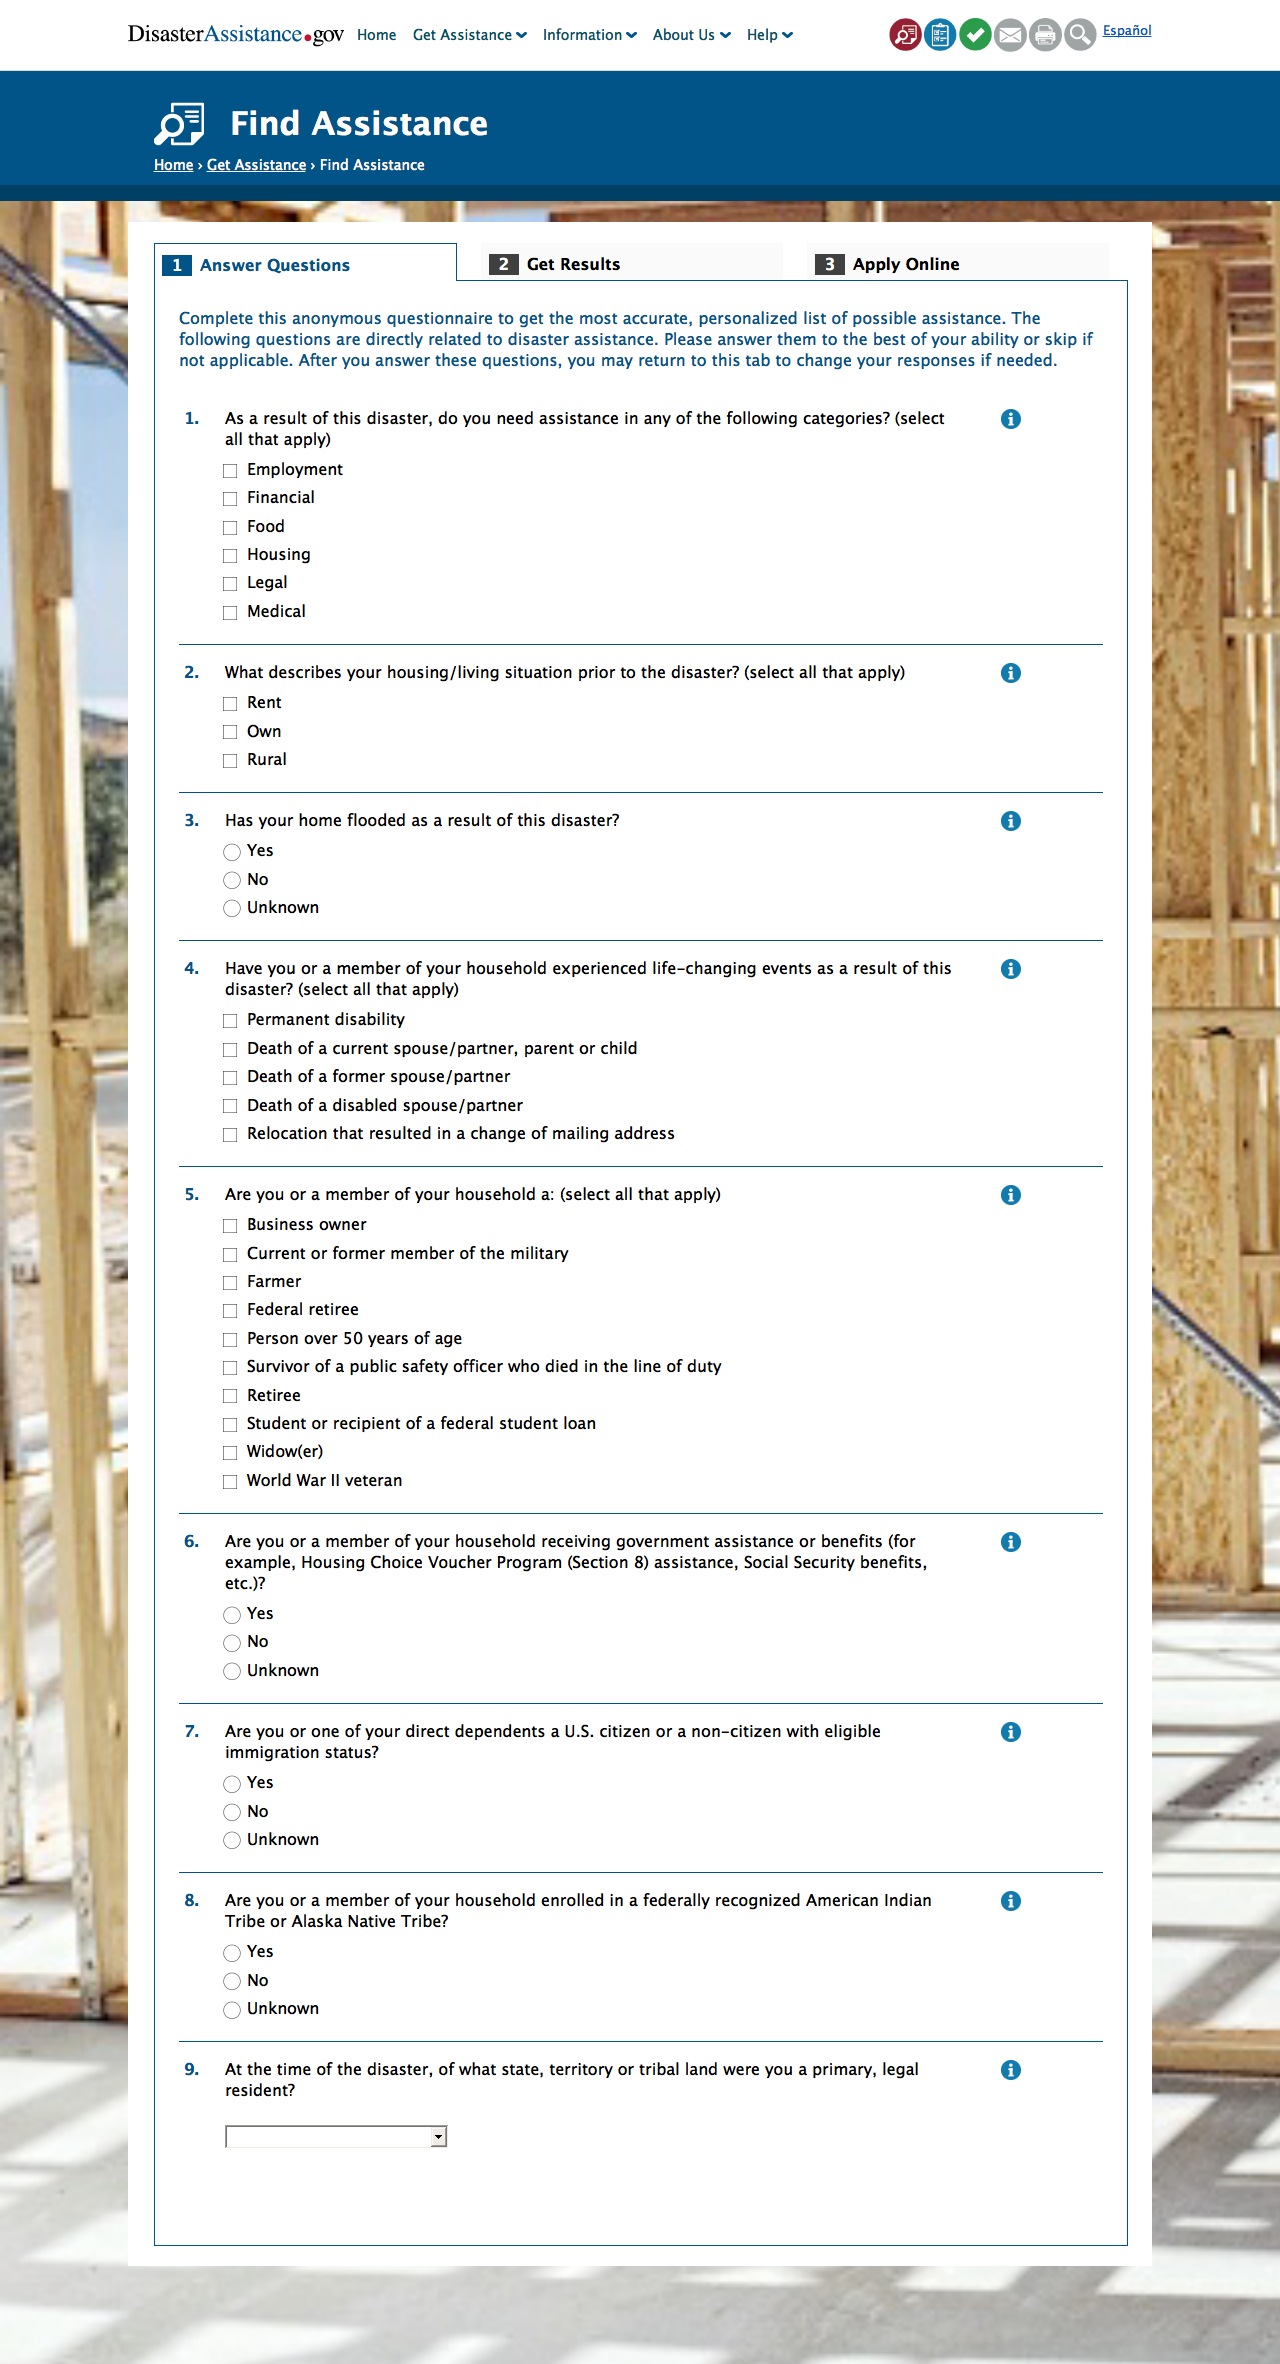 DisasterAssistance.gov Home Get Assistance Information About Us Help Español
Find Assistance
Home › Get Assistance › Find Assistance
1 Answer Questions 2 Get Results 3 Apply Online
Complete this anonymous questionnaire to get the most accurate, personalized list of possible assistance. The
following questions are directly related to disaster assistance. Please answer them to the best of your ability or skip if
not applicable. After you answer these questions, you may return to this tab to change your responses if needed.
1. As a result of this disaster, do you need assistance in any of the following categories? (select
all that apply)
Employment
Financial
Food
Housing
Legal
Medical
2. What describes your housing/living situation prior to the disaster? (select all that apply)
Rent
Own
Rural
3. Has your home flooded as a result of this disaster?
Yes
No
Unknown
4. Have you or a member of your household experienced life-changing events as a result of this
disaster? (select all that apply)
Permanent disability
Death of a current spouse/partner, parent or child
Death of a former spouse/partner
Death of a disabled spouse/partner
Relocation that resulted in a change of mailing address
5. Are you or a member of your household a: (select all that apply)
Business owner
Current or former member of the military
Farmer
Federal retiree
Person over 50 years of age
Survivor of a public safety officer who died in the line of duty
Retiree
Student or recipient of a federal student loan
Widow(er)
World War II veteran
6. Are you or a member of your household receiving government assistance or benefits (for
example, Housing Choice Voucher Program (Section 8) assistance, Social Security benefits,
etc.)?
Yes
No
Unknown
7. Are you or one of your direct dependents a U.S. citizen or a non-citizen with eligible
immigration status?
Yes
No
Unknown
8. Are you or a member of your household enrolled in a federally recognized American Indian
Tribe or Alaska Native Tribe?
Yes
No
Unknown
9. At the time of the disaster, of what state, territory or tribal land were you a primary, legal
resident?